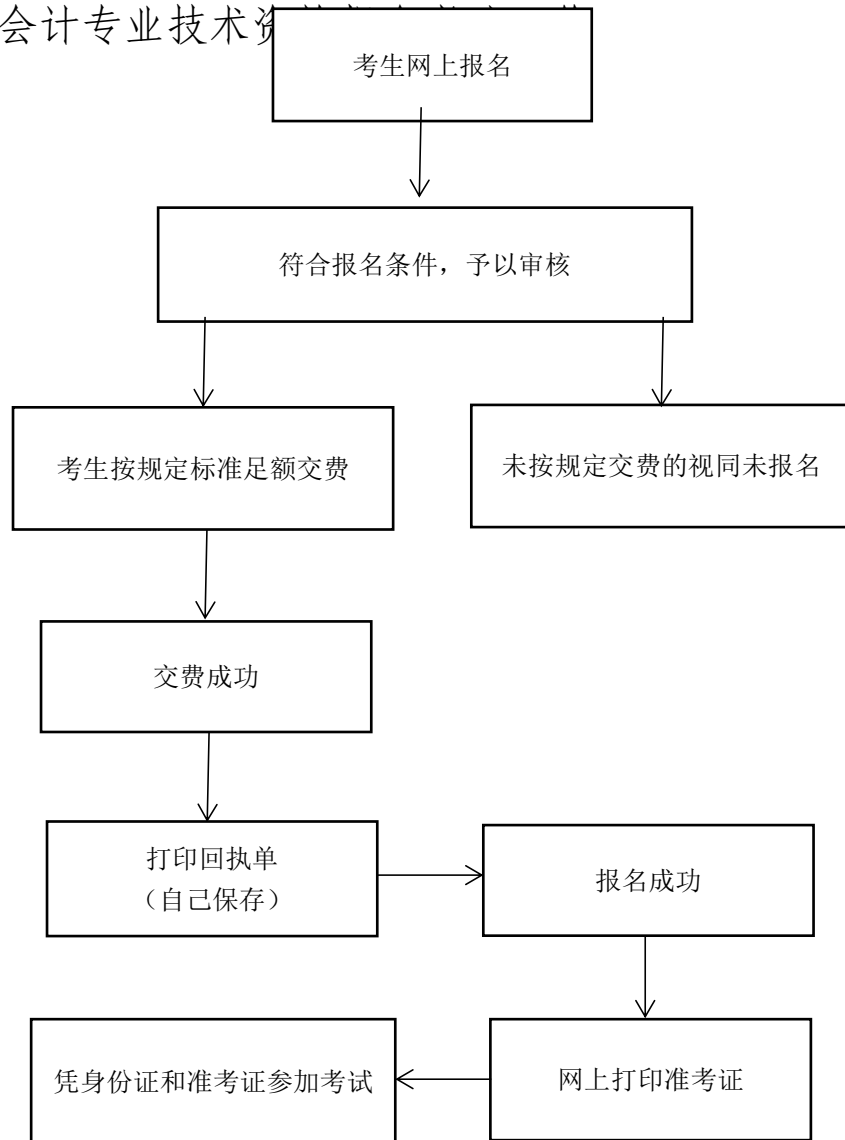 会计专业技术资
考生网上报名
符合报名条件，予以审核
考生按规定标准足额交费
未按规定交费的视同未报名
交费成功
打印回执单
（自己保存）
报名成功
凭身份证和准考证参加考试
网上打印准考证